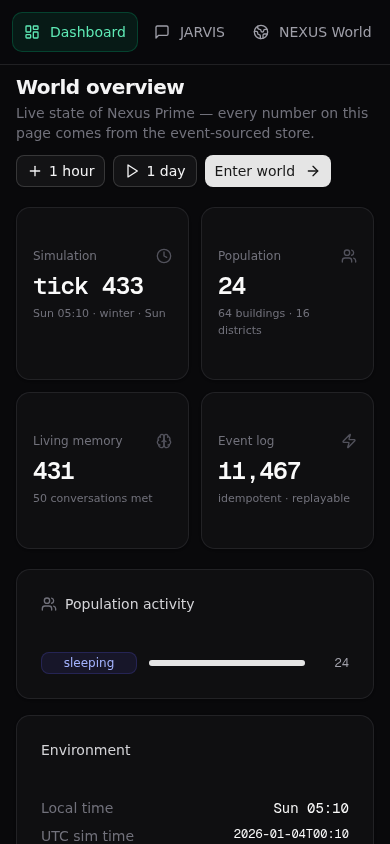 Dashboard
JARVIS
NEXUS World
World overview
Live state of Nexus Prime — every number on this
page comes from the event-sourced store.
1 hour
1 day
Enter world
Simulation
tick 433
Sun 05:10 · winter · Sun
Population
24
64 buildings · 16
districts
Living memory
431
50 conversations met
Event log
11,467
idempotent · replayable
Population activity
sleeping
24
Environment
Local time
Sun 05:10
UTC sim time
2026-01-04T00:10